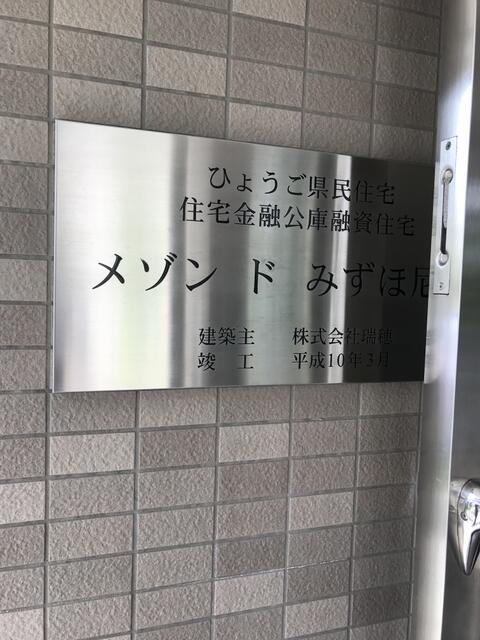 ひょうご県民住宅
住宅金融公庫融資住宅
メゾン ド みずほ尼
建築主 株式会社瑞穂
竣 工 平成10年3月